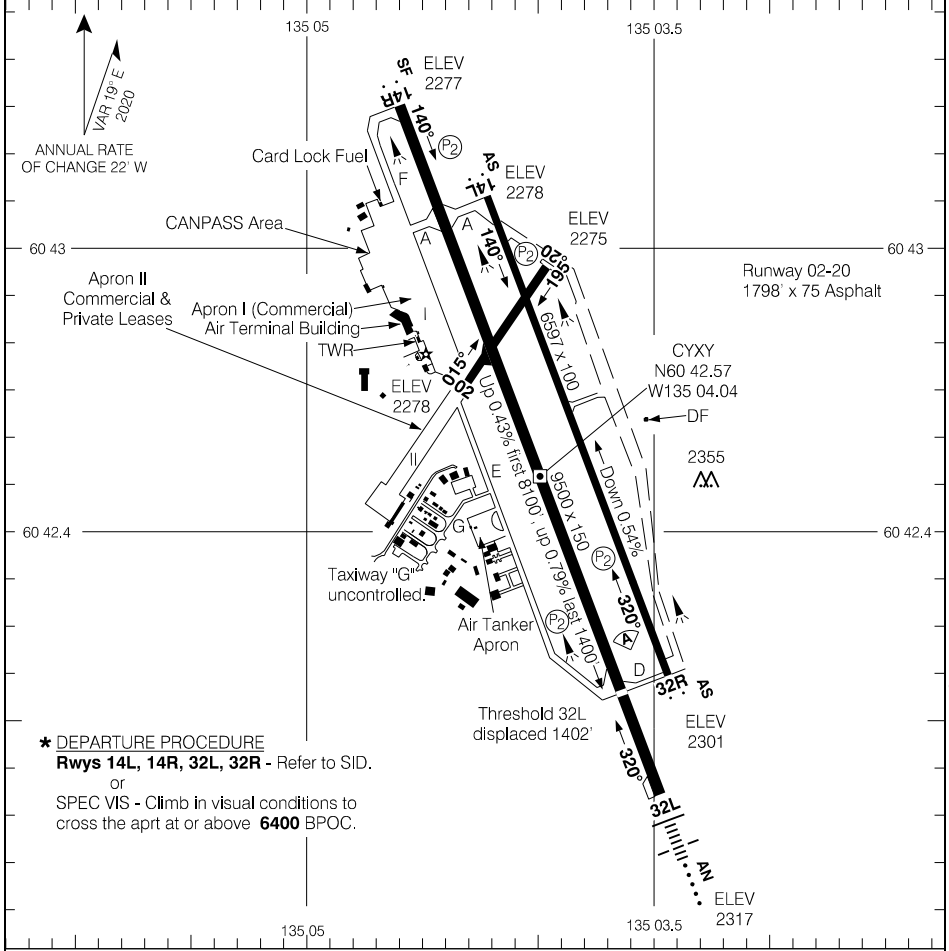 135 05
135 03.5
VAR 19° E
2020
ANNUAL RATE
OF CHANGE 22' W
SF
ELEV
2277
14R
140°
P2
Card Lock Fuel
F
AS
ELEV
2278
14L
CANPASS Area
A
A
140°
P2
ELEV
2275
20
195°
60 43
60 43
Runway 02-20
1798' x 75 Asphalt
Apron II
Commercial &
Private Leases
Apron I (Commercial)
Air Terminal Building
TWR
I
6597 x 100
015°
02
ELEV
2278
CYXY
N60 42.57
W135 04.04
DF
2355
Up 0.43% first 8100', up 0.79% last 1400'
9500 x 150
Down 0.54%
II
E
G
60 42.4
60 42.4
Taxiway "G"
uncontrolled.
Air Tanker
Apron
P2
P2
320°
A
D
32R
AS
ELEV
2301
Threshold 32L
displaced 1402'
320°
32L
AN
ELEV
2317
* DEPARTURE PROCEDURE
Rwys 14L, 14R, 32L, 32R - Refer to SID.
or
SPEC VIS - Climb in visual conditions to
cross the aprt at or above 6400 BPOC.
135 05
135 03.5